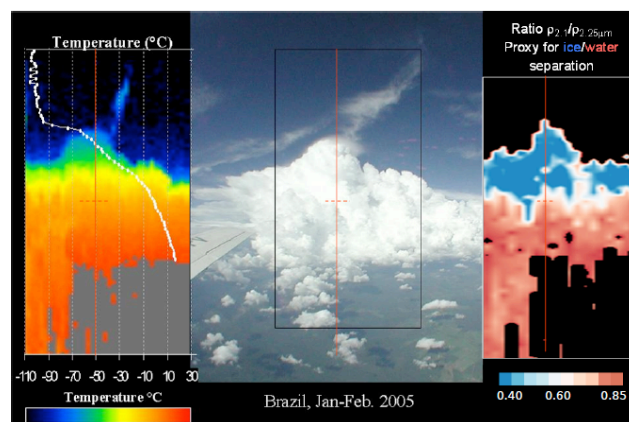 Temperature (°C)
-110 -90 -70 -50 -30 -10 10 30
Temperature °C
Brazil, Jan-Feb. 2005
Ratio ρ2.1/ρ2.25μm
Proxy for ice/water
separation
0.40 0.60 0.85